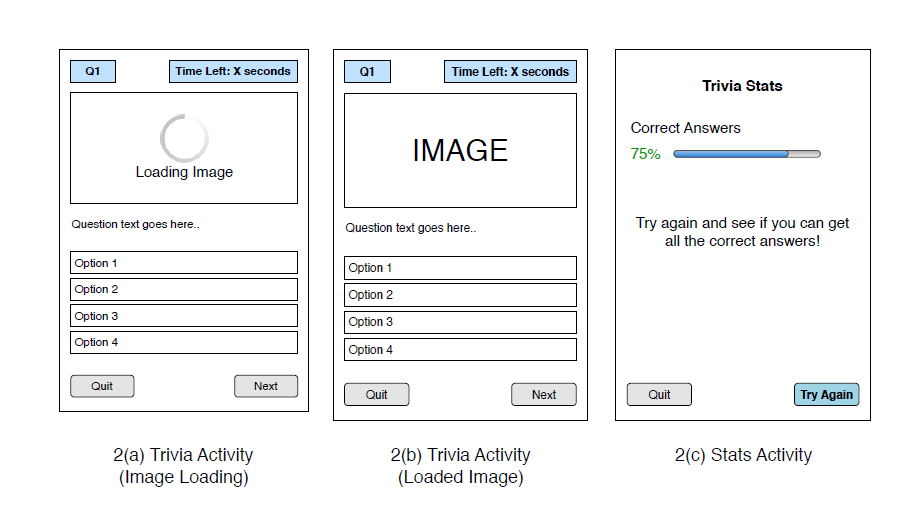 Q1
Time Left: X seconds
Loading Image
Question text goes here..
Option 1
Option 2
Option 3
Option 4
Quit
Next
2(a) Trivia Activity
(Image Loading)
Q1
Time Left: X seconds
IMAGE
Question text goes here..
Option 1
Option 2
Option 3
Option 4
Quit
Next
2(b) Trivia Activity
(Loaded Image)
Trivia Stats
Correct Answers
75%
Try again and see if you can get
all the correct answers!
Quit
Try Again
2(c) Stats Activity